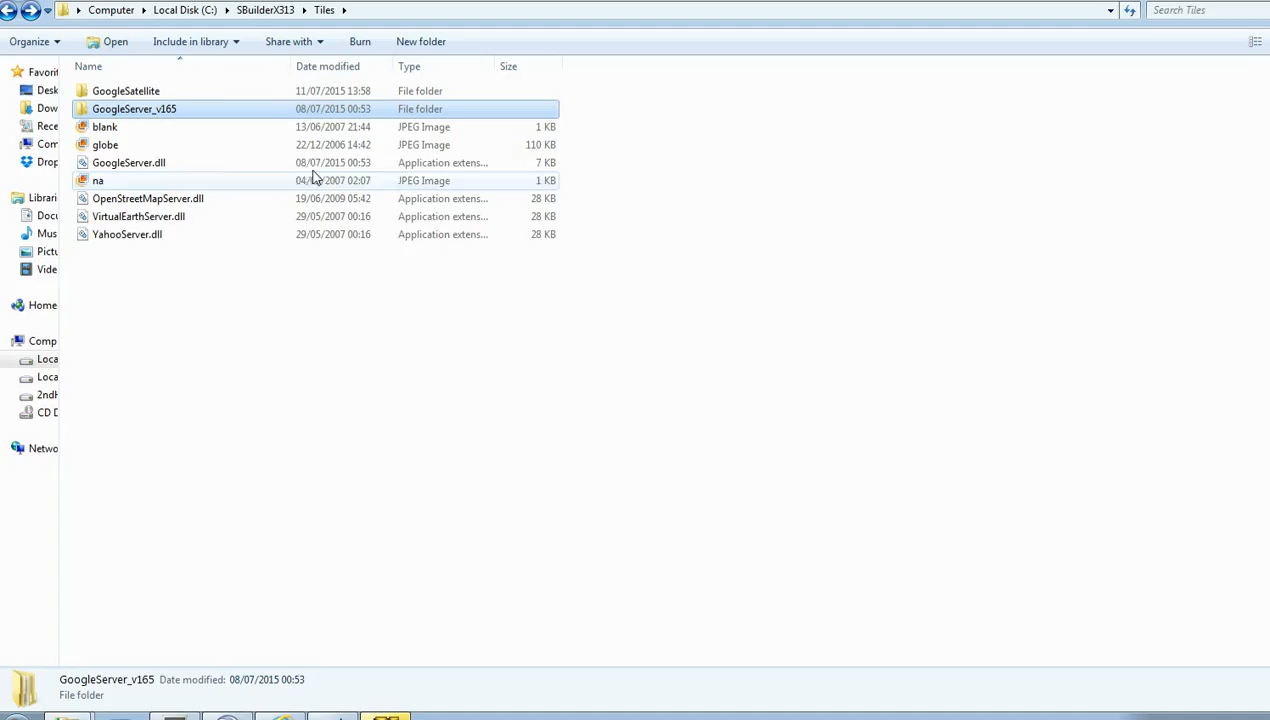 Computer Local Disk (C:) SBuilderX313 Tiles Search Tiles
Organize Open Include in library Share with Burn New folder
Name Date modified Type Size
Favorit
Desk
Dow
Rece
Com
Drop
Librari
Docu
Mus
Pictu
Vide
Home
Comp
Loca
Loca
2ndH
CD D
Netwo
GoogleSatellite 11/07/2015 13:58 File folder
GoogleServer_v165 08/07/2015 00:53 File folder
blank 13/06/2007 21:44 JPEG Image 1 KB
globe 22/12/2006 14:42 JPEG Image 110 KB
GoogleServer.dll 08/07/2015 00:53 Application extens... 7 KB
na 2007 02:07 JPEG Image 1 KB
OpenStreetMapServer.dll 19/06/2009 05:42 Application extens... 28 KB
VirtualEarthServer.dll 29/05/2007 00:16 Application extens... 28 KB
YahooServer.dll 29/05/2007 00:16 Application extens... 28 KB
GoogleServer_v165 Date modified: 08/07/2015 00:53
File folder